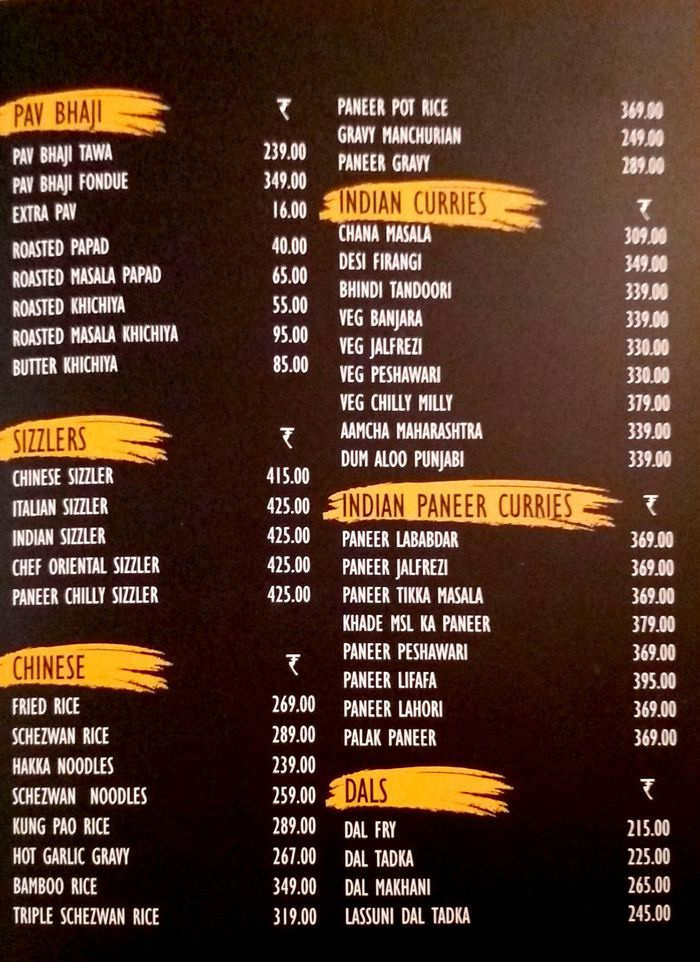 PAV BHAJI ₹
PAV BHAJI TAWA 239.00
PAV BHAJI FONDUE 349.00
EXTRA PAV 16.00
ROASTED PAPAD 40.00
ROASTED MASALA PAPAD 65.00
ROASTED KHICHIYA 55.00
ROASTED MASALA KHICHIYA 95.00
BUTTER KHICHIYA 85.00
SIZZLERS ₹
CHINESE SIZZLER 415.00
ITALIAN SIZZLER 425.00
INDIAN SIZZLER 425.00
CHEF ORIENTAL SIZZLER 425.00
PANEER CHILLY SIZZLER 425.00
CHINESE ₹
FRIED RICE 269.00
SCHEZWAN RICE 289.00
HAKKA NOODLES 239.00
SCHEZWAN NOODLES 259.00
KUNG PAO RICE 289.00
HOT GARLIC GRAVY 267.00
BAMBOO RICE 349.00
TRIPLE SCHEZWAN RICE 319.00
PANEER POT RICE 369.00
GRAVY MANCHURIAN 249.00
PANEER GRAVY 289.00
INDIAN CURRIES ₹
CHANA MASALA 309.00
DESI FIRANGI 349.00
BHINDI TANDOORI 339.00
VEG BANJARA 339.00
VEG JALFREZI 330.00
VEG PESHAWARI 330.00
VEG CHILLY MILLY 379.00
AAMCHA MAHARASHTRA 339.00
DUM ALOO PUNJABI 339.00
INDIAN PANEER CURRIES ₹
PANEER LABABDAR 369.00
PANEER JALFREZI 369.00
PANEER TIKKA MASALA 369.00
KHADE MSL KA PANEER 379.00
PANEER PESHAWARI 369.00
PANEER LIFAFA 395.00
PANEER LAHORI 369.00
PALAK PANEER 369.00
DALS ₹
DAL FRY 215.00
DAL TADKA 225.00
DAL MAKHANI 265.00
LASSUNI DAL TADKA 245.00